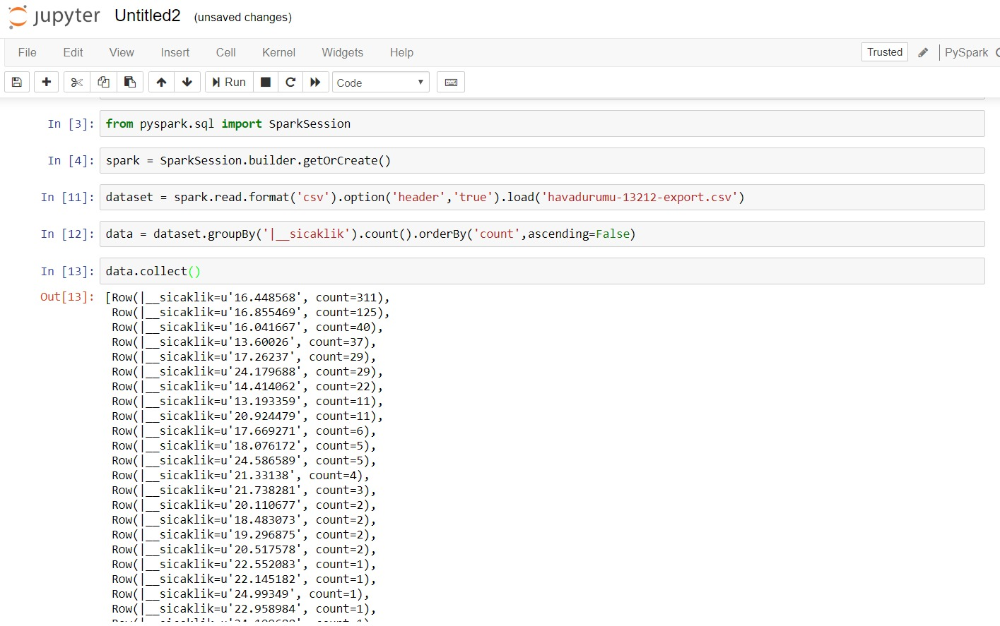 jupyter Untitled2 (unsaved changes)
File Edit View Insert Cell Kernel Widgets Help Trusted PySpark
Run Code
In [3]: from pyspark.sql import SparkSession
In [4]: spark = SparkSession.builder.getOrCreate()
In [11]: dataset = spark.read.format('csv').option('header','true').load('havadurumu-13212-export.csv')
In [12]: data = dataset.groupBy('|__sicaklik').count().orderBy('count',ascending=False)
In [13]: data.collect()
Out[13]: [Row(|__sicaklik=u'16.448568', count=311),
Row(|__sicaklik=u'16.855469', count=125),
Row(|__sicaklik=u'16.041667', count=40),
Row(|__sicaklik=u'13.60026', count=37),
Row(|__sicaklik=u'17.26237', count=29),
Row(|__sicaklik=u'24.179688', count=29),
Row(|__sicaklik=u'14.414062', count=22),
Row(|__sicaklik=u'13.193359', count=11),
Row(|__sicaklik=u'20.924479', count=11),
Row(|__sicaklik=u'17.669271', count=6),
Row(|__sicaklik=u'18.076172', count=5),
Row(|__sicaklik=u'24.586589', count=5),
Row(|__sicaklik=u'21.33138', count=4),
Row(|__sicaklik=u'21.738281', count=3),
Row(|__sicaklik=u'20.110677', count=2),
Row(|__sicaklik=u'18.483073', count=2),
Row(|__sicaklik=u'19.296875', count=2),
Row(|__sicaklik=u'20.517578', count=2),
Row(|__sicaklik=u'22.552083', count=1),
Row(|__sicaklik=u'22.145182', count=1),
Row(|__sicaklik=u'24.99349', count=1),
Row(|__sicaklik=u'22.958984', count=1),